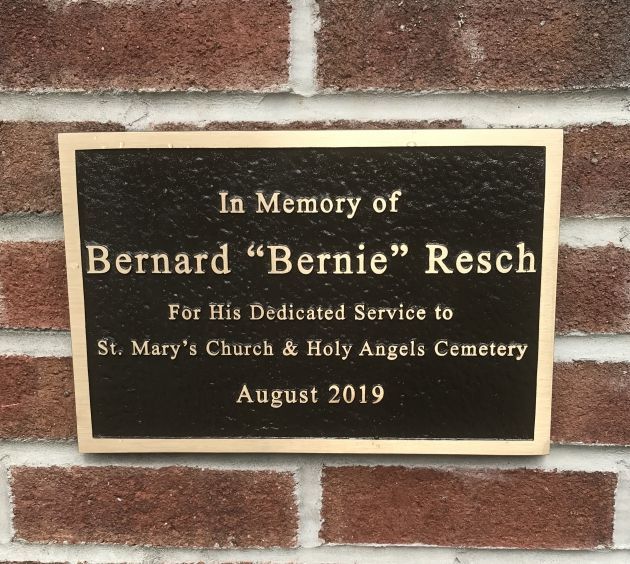 In Memory of
Bernard “Bernie” Resch
For His Dedicated Service to
St. Mary’s Church & Holy Angels Cemetery
August 2019